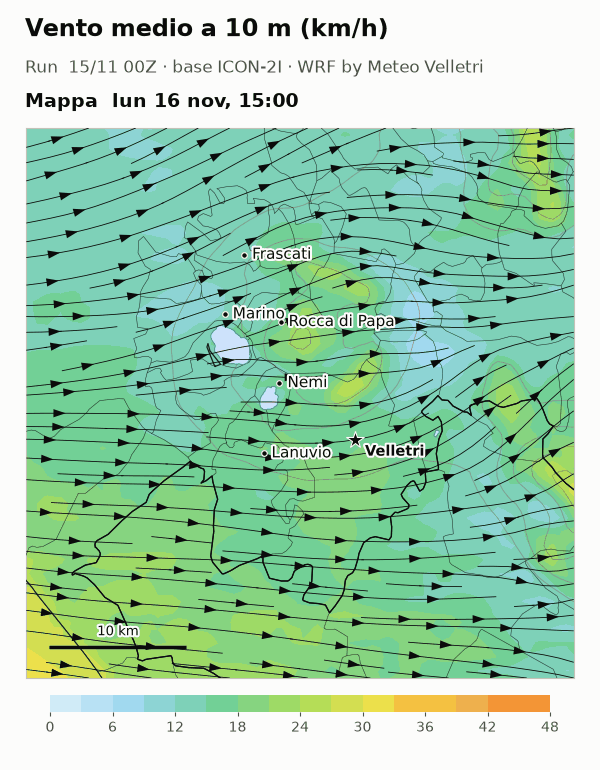 Vento medio a 10 m (km/h)
Run  15/11 00Z · base ICON-2I · WRF by Meteo Velletri
Mappa  lun 16 nov, 15:00
Frascati
Marino
Rocca di Papa
Nemi
Velletri
Lanuvio
10 km
0 6 12 18 24 30 36 42 48